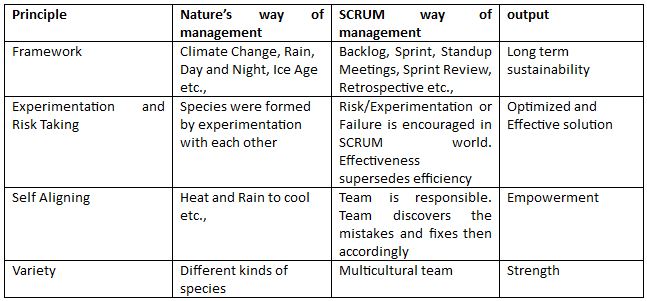 Principle
Nature's way of
management
SCRUM way of
management
output
Framework
Climate Change, Rain,
Day and Night, Ice Age
etc.,
Backlog, Sprint, Standup
Meetings, Sprint Review,
Retrospective etc.,
Long term
sustainability
Experimentation and
Risk Taking
Species were formed
by experimentation
with each other
Risk/Experimentation or
Failure is encouraged in
SCRUM world.
Effectiveness
supersedes efficiency
Optimized and
Effective solution
Self Aligning
Heat and Rain to cool
etc.,
Team is responsible.
Team discovers the
mistakes and fixes then
accordingly
Empowerment
Variety
Different kinds of
species
Multicultural team
Strength